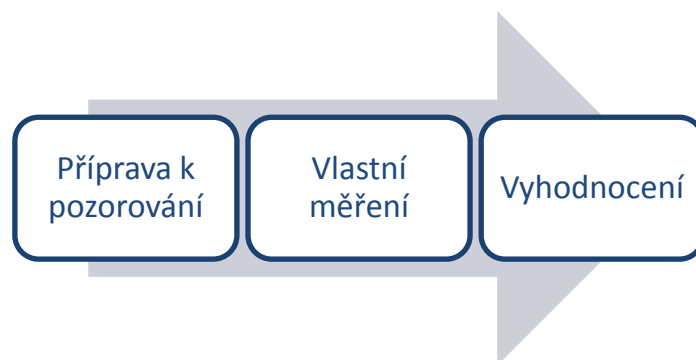 Příprava k
pozorování
Vlastní
měření
Vyhodnocení